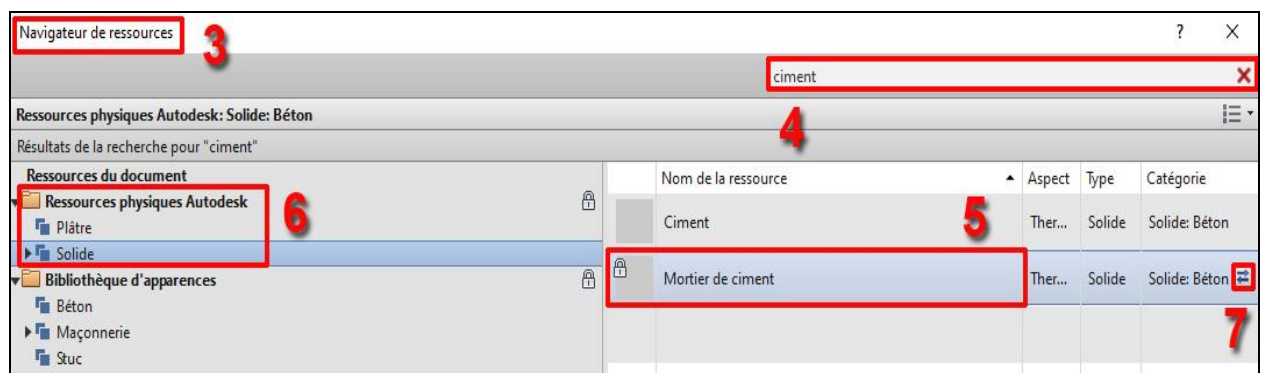 Navigateur de ressources 3 ?
ciment
Ressources physiques Autodesk: Solide: Béton 4
Résultats de la recherche pour "ciment"
Ressources du document
Ressources physiques Autodesk
Plâtre
Solide
6
Bibliothèque d'apparences
Béton
Maçonnerie
Stuc
Nom de la ressource Aspect Type Catégorie
Ciment 5 Ther... Solide Solide: Béton
Mortier de ciment Ther... Solide Solide: Béton
7